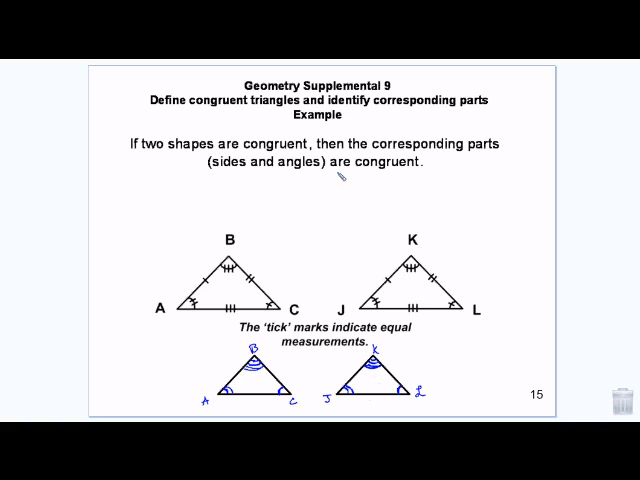 Geometry Supplemental 9
Define congruent triangles and identify corresponding parts
Example
If two shapes are congruent, then the corresponding parts
(sides and angles) are congruent.
B
K
A
C
J
L
The 'tick' marks indicate equal
measurements.
B
K
A
C
J
L
15